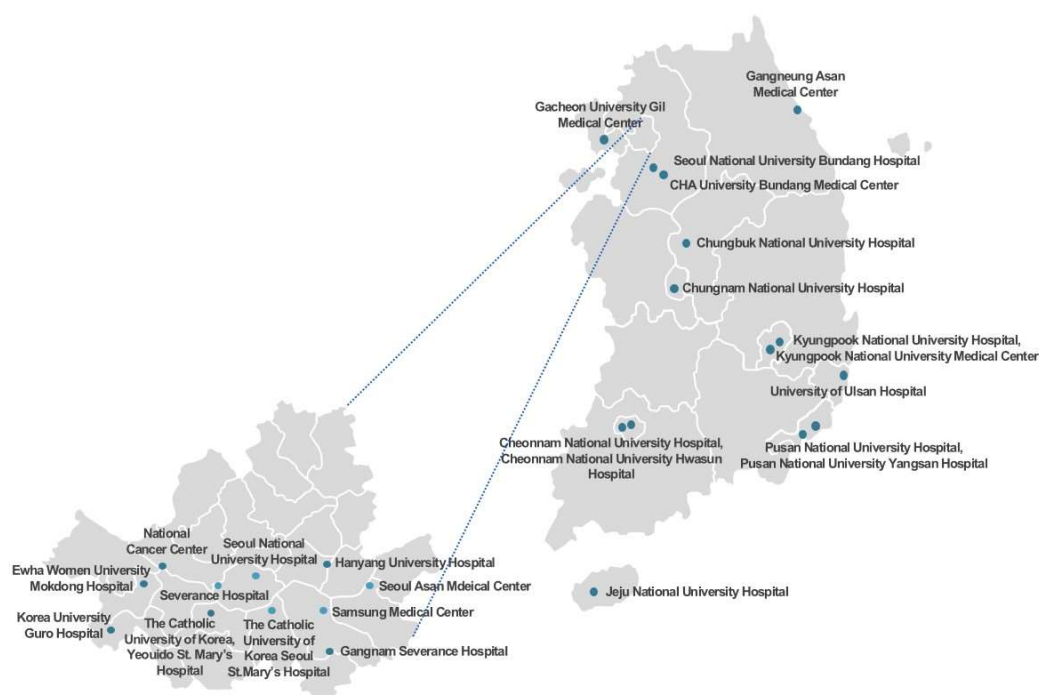 Gangneung Asan
Medical Center
Gacheon University Gil
Medical Center
Seoul National University Bundang Hospital
CHA University Bundang Medical Center
Chungbuk National University Hospital
Chungnam National University Hospital
Kyungpook National University Hospital,
Kyungpook National University Medical Center
University of Ulsan Hospital
Cheonnam National University Hospital,
Cheonnam National University Hwasun
Hospital
Pusan National University Hospital,
Pusan National University Yangsan Hospital
Jeju National University Hospital
National
Cancer Center
Seoul National
University Hospital
Hanyang University Hospital
Ewha Women University
Mokdong Hospital
Severance Hospital
Seoul Asan Mdeical Center
Samsung Medical Center
Korea University
Guro Hospital
The Catholic
University of Korea,
Yeouido St. Mary's
Hospital
The Catholic
University of
Korea Seoul
St.Mary's Hospital
Gangnam Severance Hospital